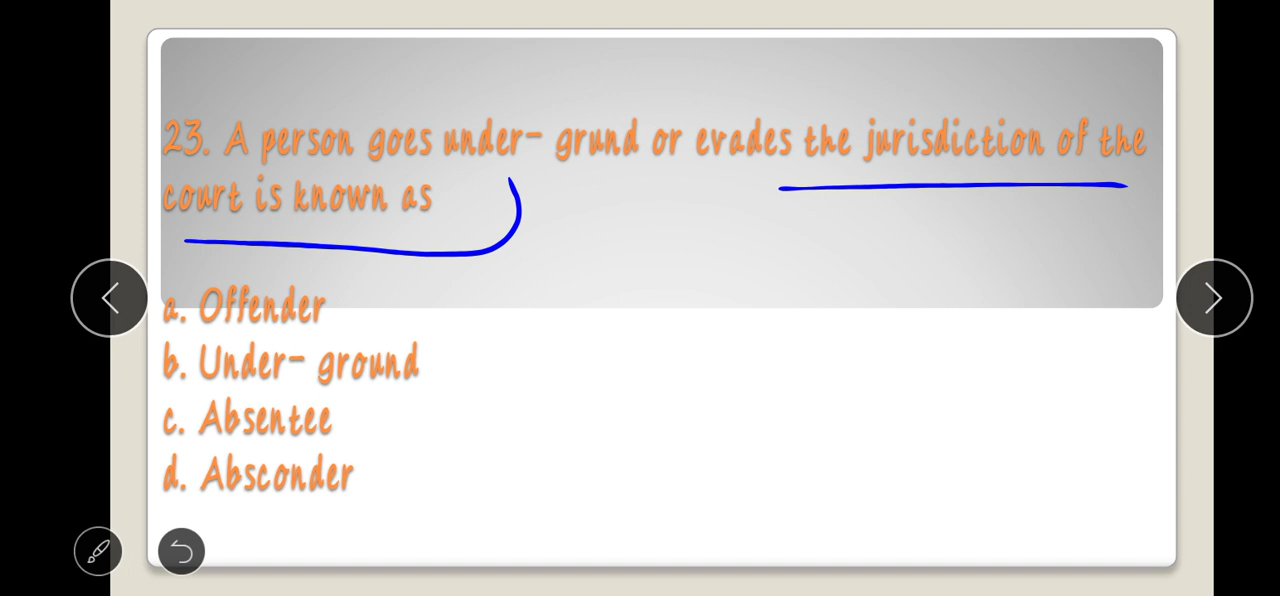 23. A person goes under- grund or evades the jurisdiction of the
court is known as
a. Offender
b. Under- ground
c. Absentee
d. Absconder